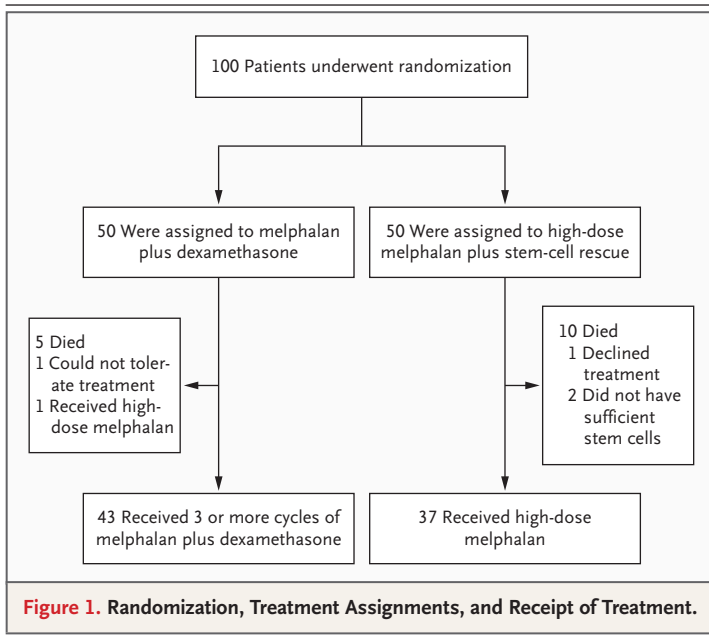 100 Patients underwent randomization
50 Were assigned to melphalan
plus dexamethasone
50 Were assigned to high-dose
melphalan plus stem-cell rescue
5 Died
1 Could not toler-
ate treatment
1 Received high-
dose melphalan
10 Died
1 Declined
treatment
2 Did not have
sufficient
stem cells
43 Received 3 or more cycles of
melphalan plus dexamethasone
37 Received high-dose
melphalan
Figure 1. Randomization, Treatment Assignments, and Receipt of Treatment.